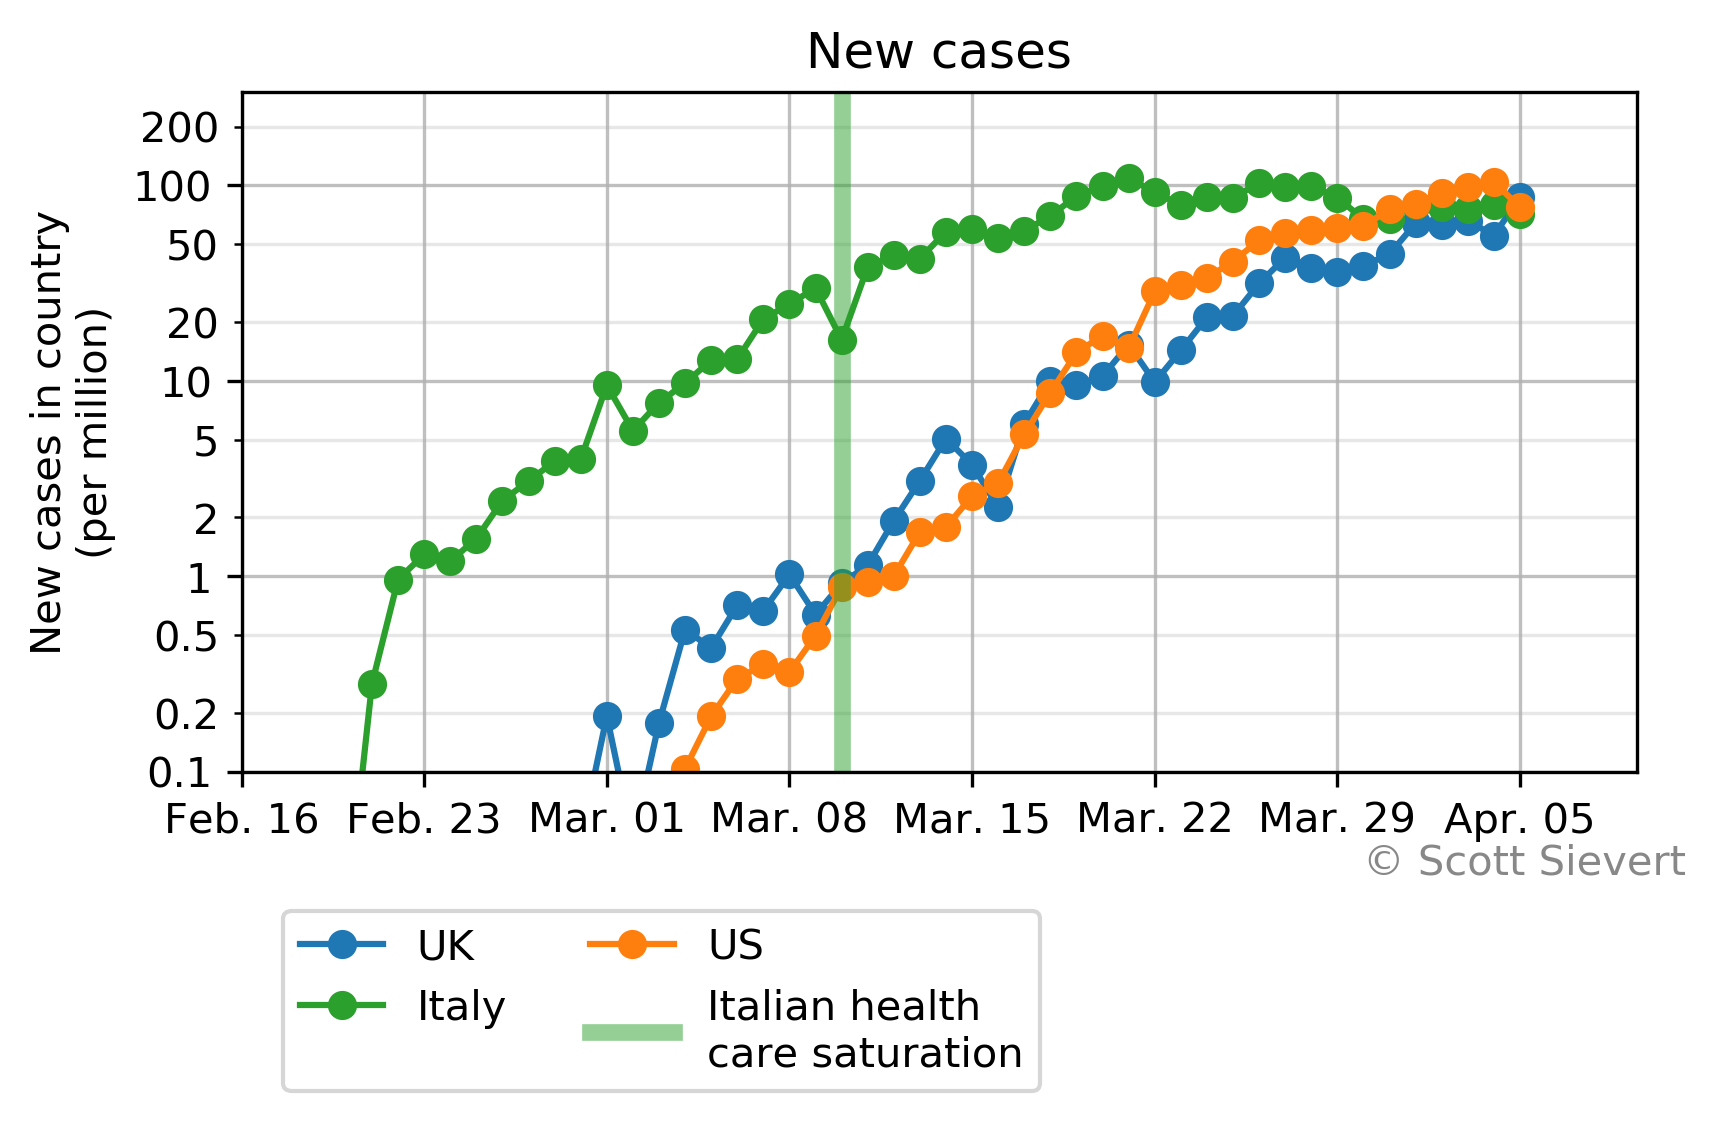 New cases
New cases in country
(per million)
200
100
50
20
10
5
2
1
0.5
0.2
0.1
Feb. 16 Feb. 23 Mar. 01 Mar. 08 Mar. 15 Mar. 22 Mar. 29 Apr. 05
© Scott Sievert
UK
Italy
US
Italian health
care saturation